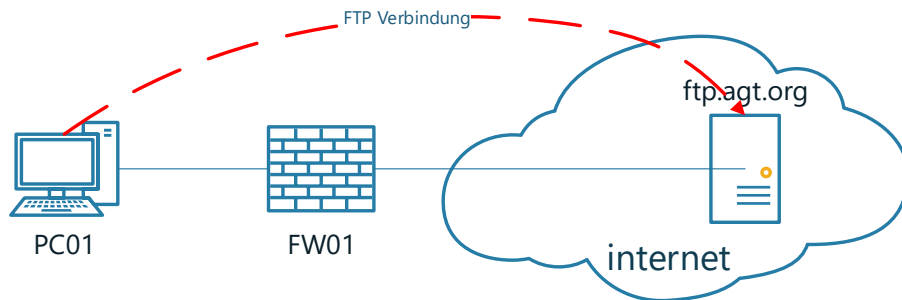 FTP Verbindung
ftp.agt.org
PC01
FW01
internet